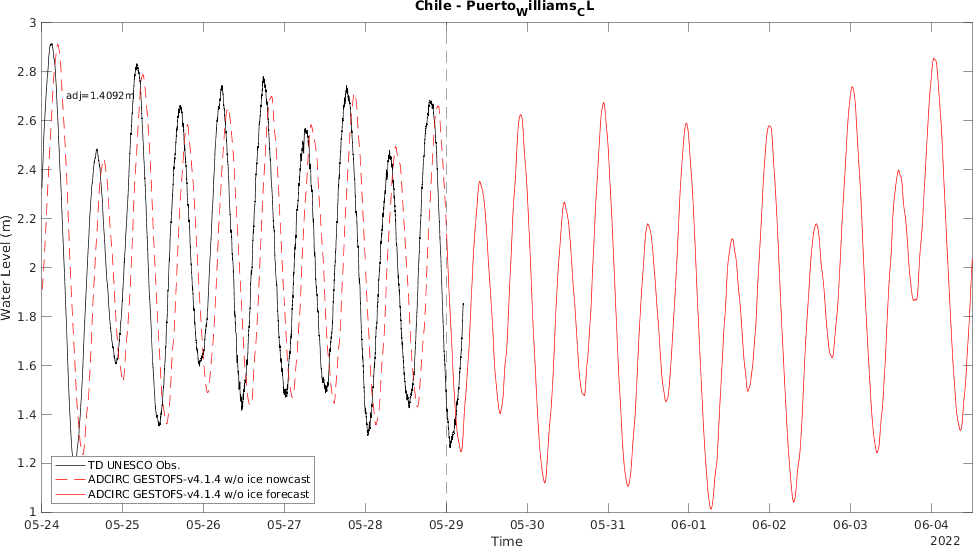 Chile - Puerto_Williams_CL
3
2.8
adj=1.4092m
2.6
2.4
2.2
2
1.8
1.6
1.4
1.2
1
Water Level (m)
TD UNESCO Obs.
ADCIRC GESTOFS-v4.1.4 w/o ice nowcast
ADCIRC GESTOFS-v4.1.4 w/o ice forecast
05-24 05-25 05-26 05-27 05-28 05-29 05-30 05-31 06-01 06-02 06-03 06-04
Time
2022